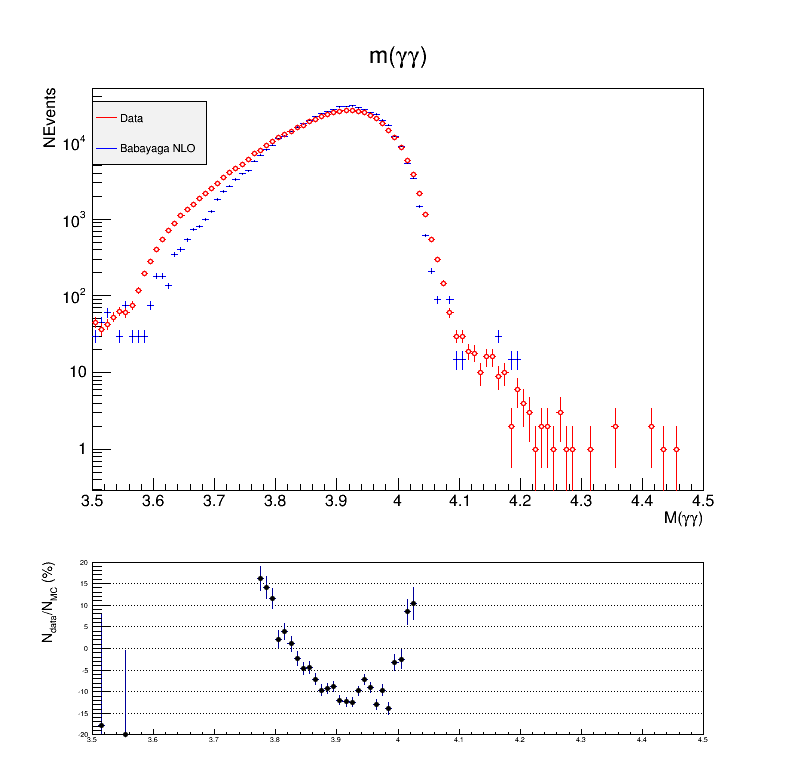 m(γγ)
NEvents
Data
Babayaga NLO
10⁴
10³
10²
10
1
3.5 3.6 3.7 3.8 3.9 4 4.1 4.2 4.3 4.4 4.5
M(γγ)
N_data/N_MC (%)
20
15
10
5
0
-5
-10
-15
-20
3.5 3.6 3.7 3.8 3.9 4 4.1 4.2 4.3 4.4 4.5